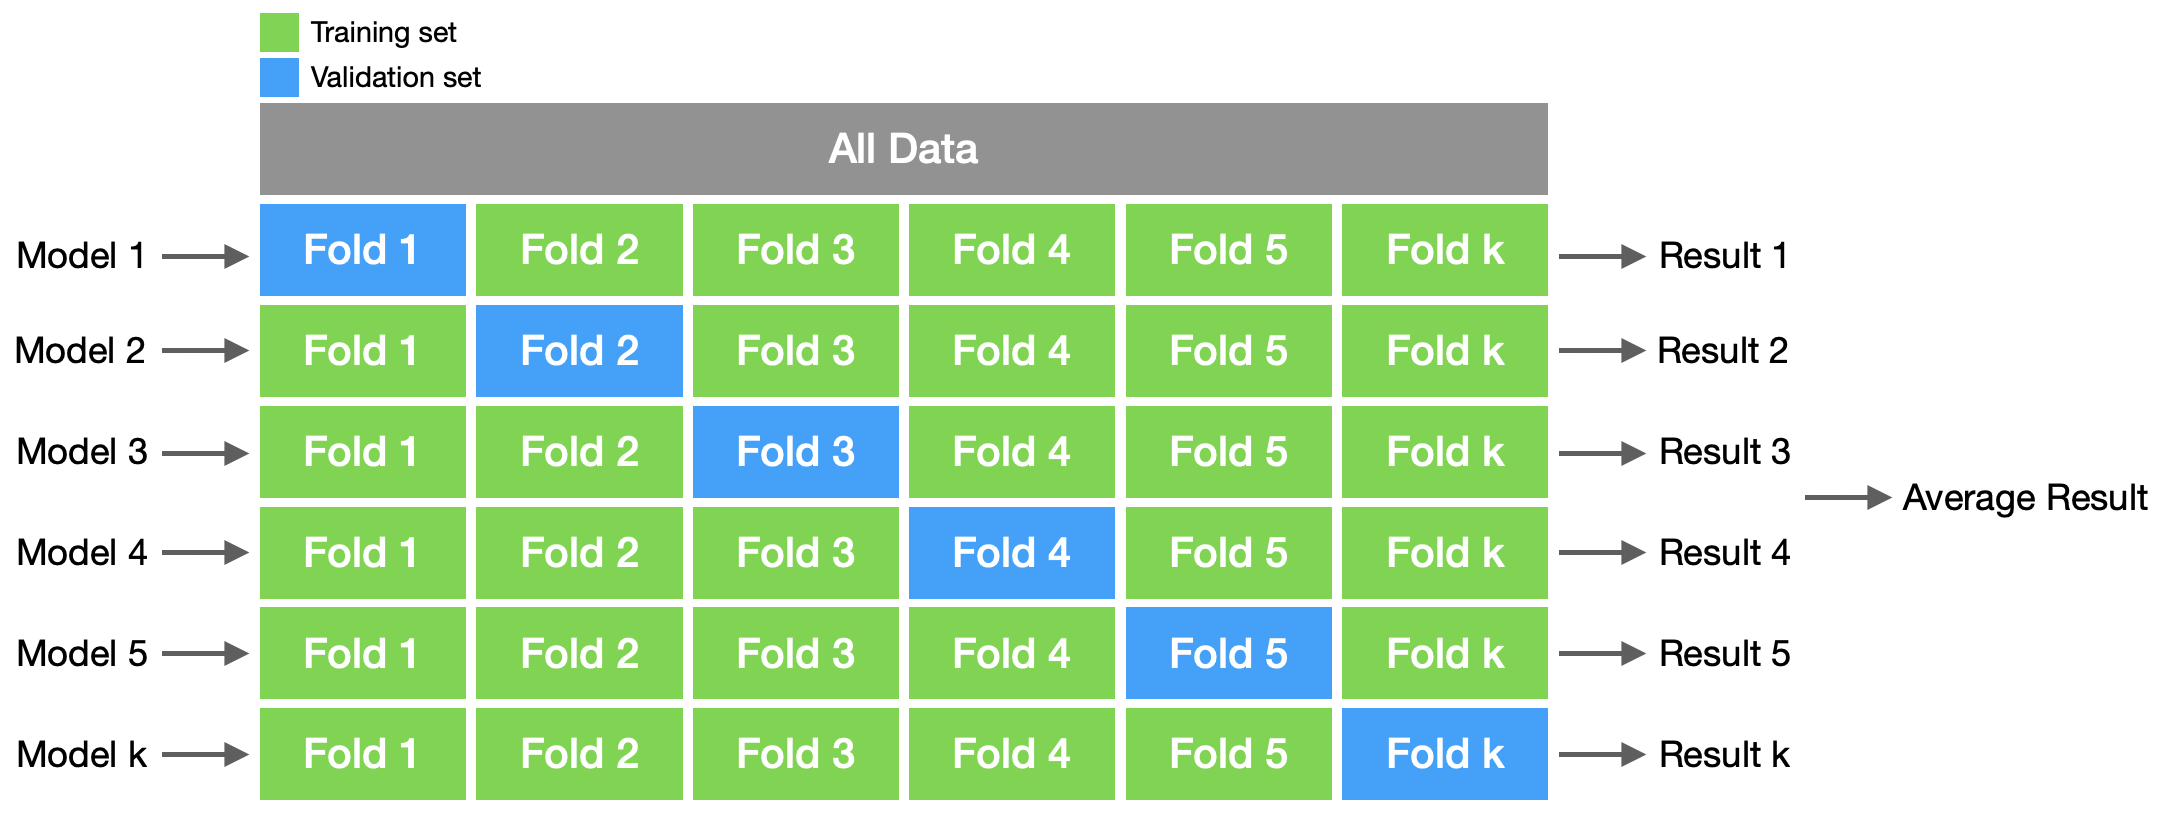 Training set
Validation set
All Data
Model 1 Fold 1 Fold 2 Fold 3 Fold 4 Fold 5 Fold k Result 1
Model 2 Fold 1 Fold 2 Fold 3 Fold 4 Fold 5 Fold k Result 2
Model 3 Fold 1 Fold 2 Fold 3 Fold 4 Fold 5 Fold k Result 3
Average Result
Model 4 Fold 1 Fold 2 Fold 3 Fold 4 Fold 5 Fold k Result 4
Model 5 Fold 1 Fold 2 Fold 3 Fold 4 Fold 5 Fold k Result 5
Model k Fold 1 Fold 2 Fold 3 Fold 4 Fold 5 Fold k Result k